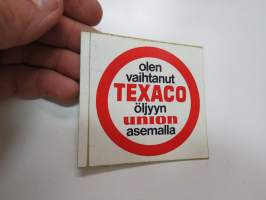 olen
vaihtanut
TEXACO
öljyyn
union
asemalla